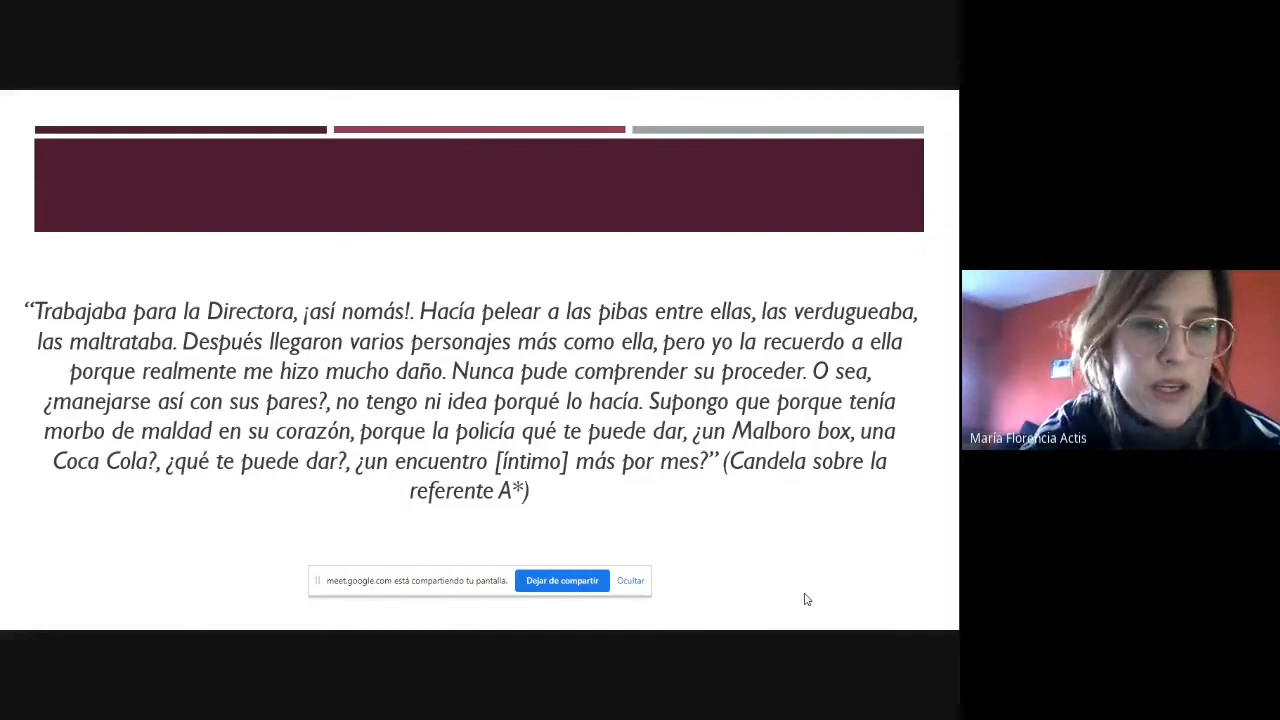 “Trabajaba para la Directora, ¡así nomás!. Hacía pelear a las pibas entre ellas, las verdugueaba,
las maltrataba. Después llegaron varios personajes más como ella, pero yo la recuerdo a ella
porque realmente me hizo mucho daño. Nunca pude comprender su proceder. O sea,
¿manejarse así con sus pares?, no tengo ni idea porqué lo hacía. Supongo que porque tenía
morbo de maldad en su corazón, porque la policía qué te puede dar, ¿un Malboro box, una
Coca Cola?, ¿qué te puede dar?, ¿un encuentro [íntimo] más por mes?” (Candela sobre la
referente A*)
meet.google.com está compartiendo tu pantalla. Dejar de compartir Ocultar
María Florencia Actis